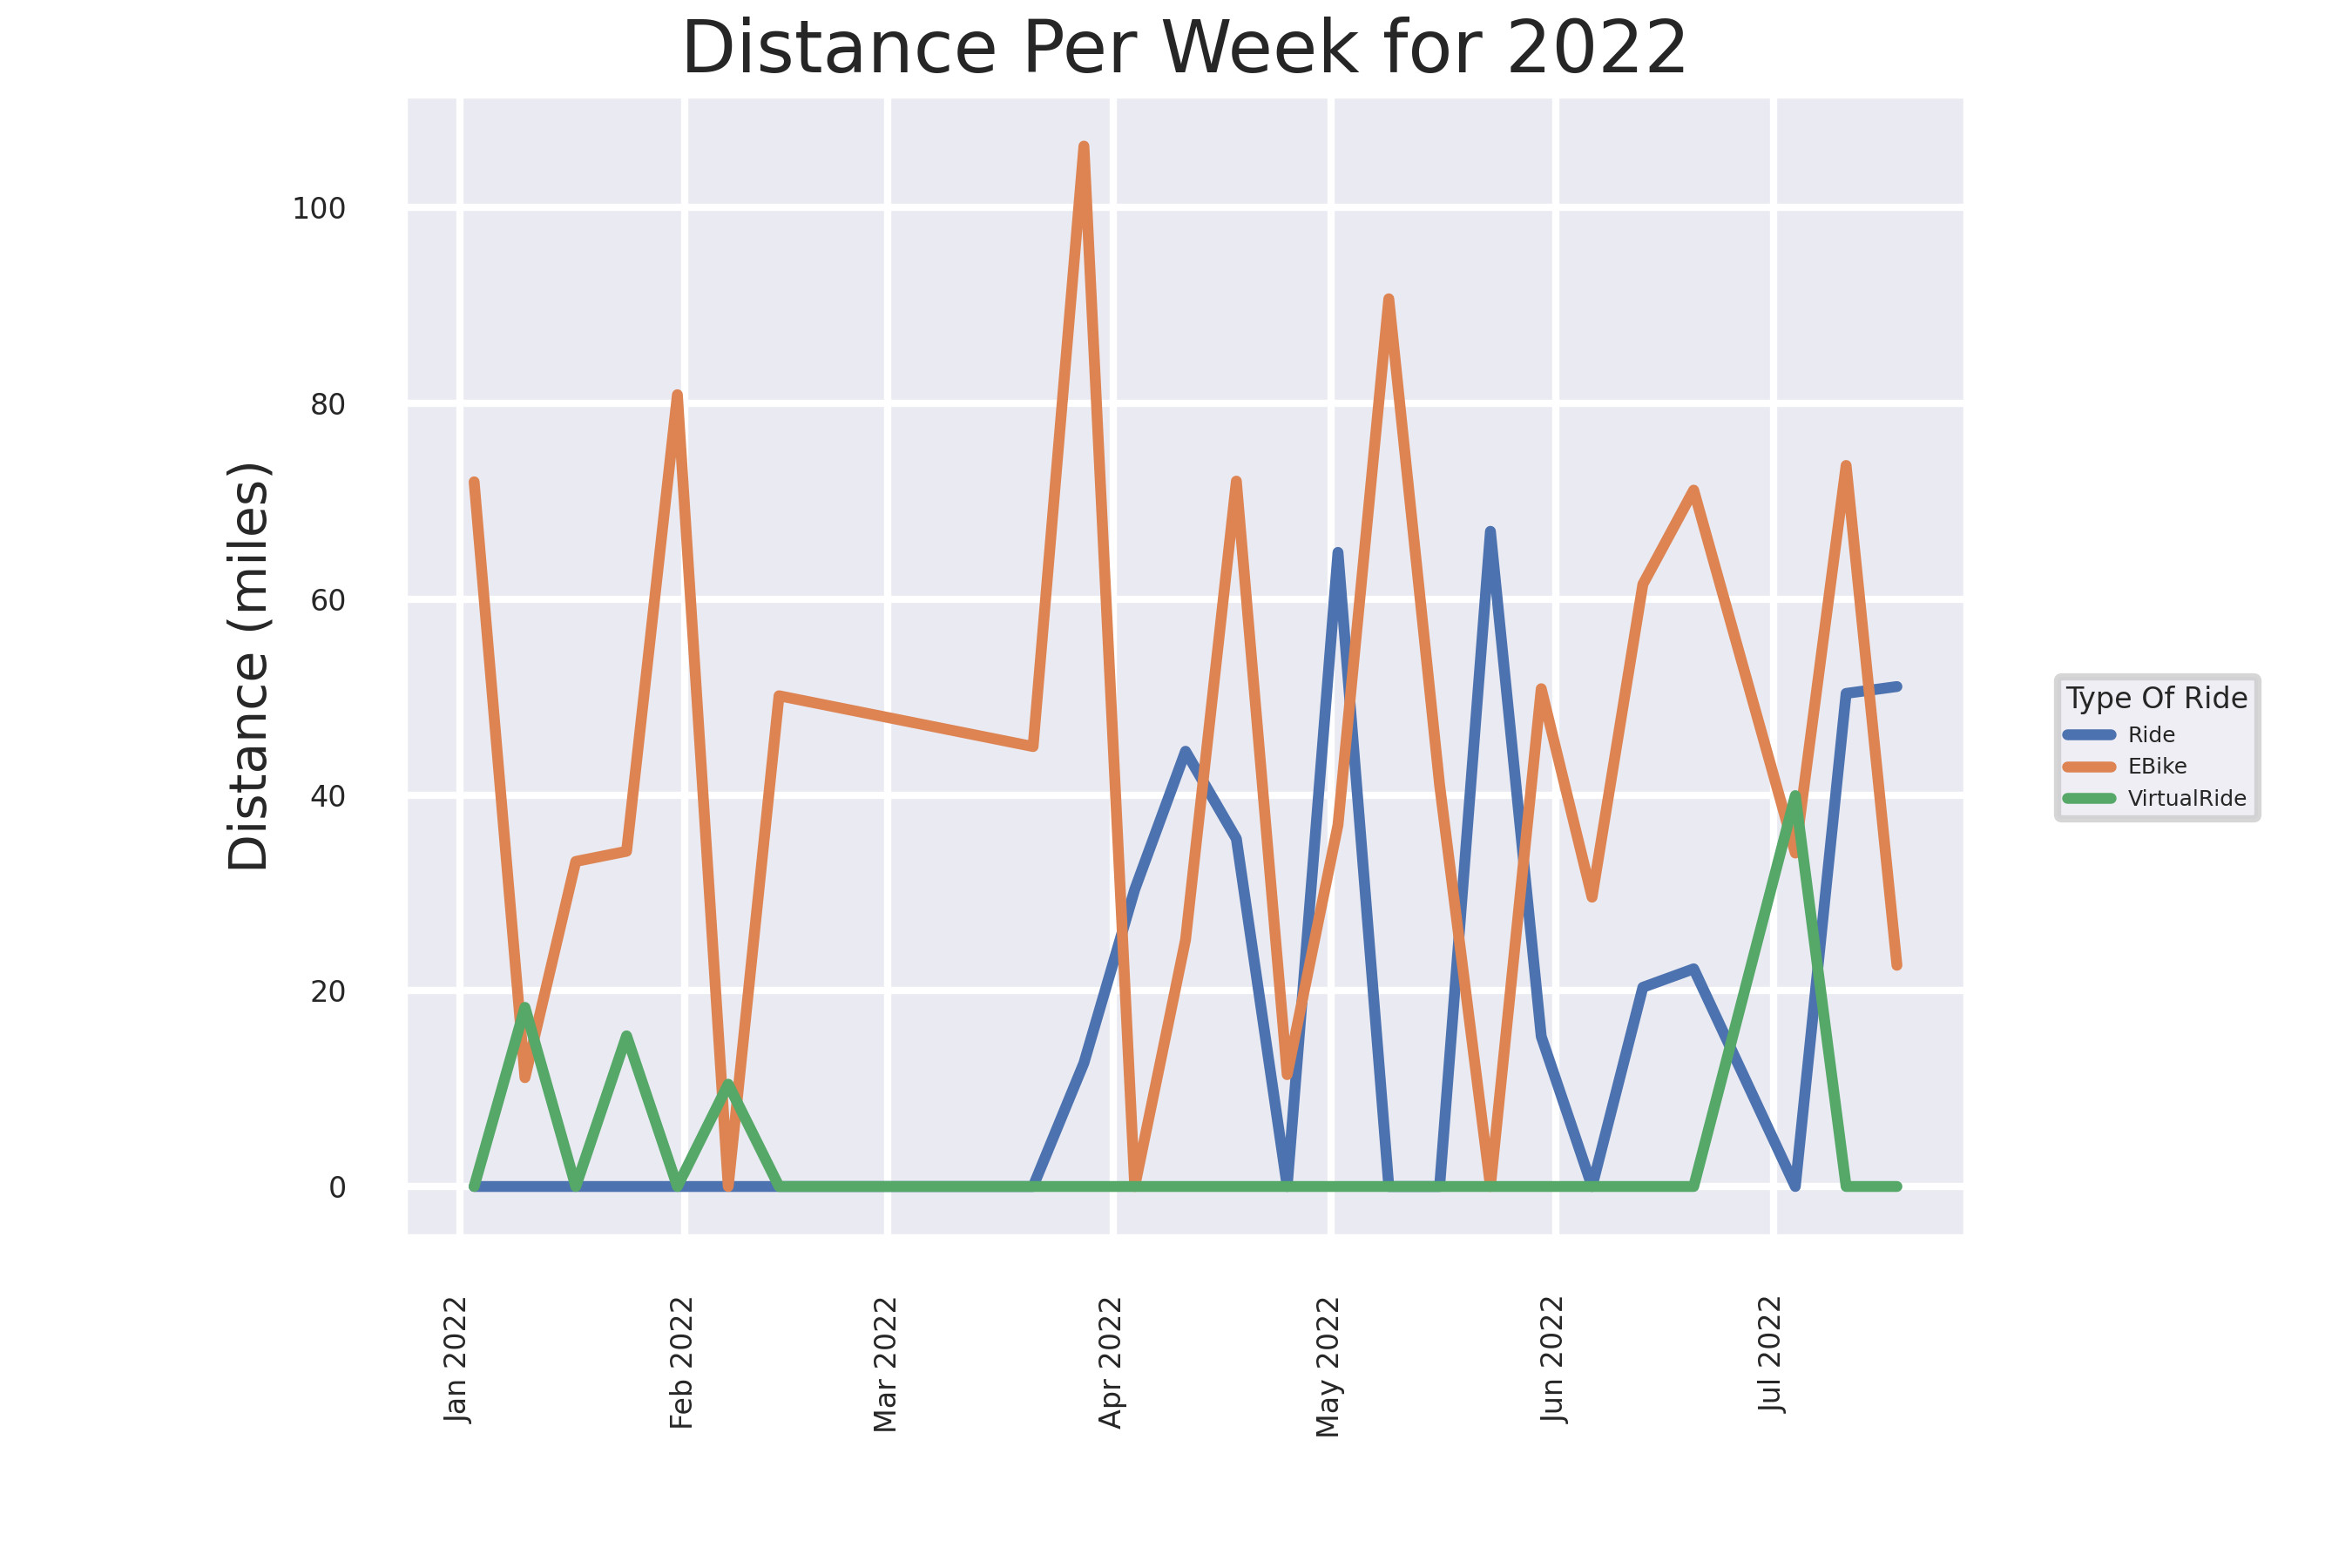 Distance Per Week for 2022
Distance (miles)
100
80
60
40
20
0
Jan 2022
Feb 2022
Mar 2022
Apr 2022
May 2022
Jun 2022
Jul 2022
Type Of Ride
Ride
EBike
VirtualRide